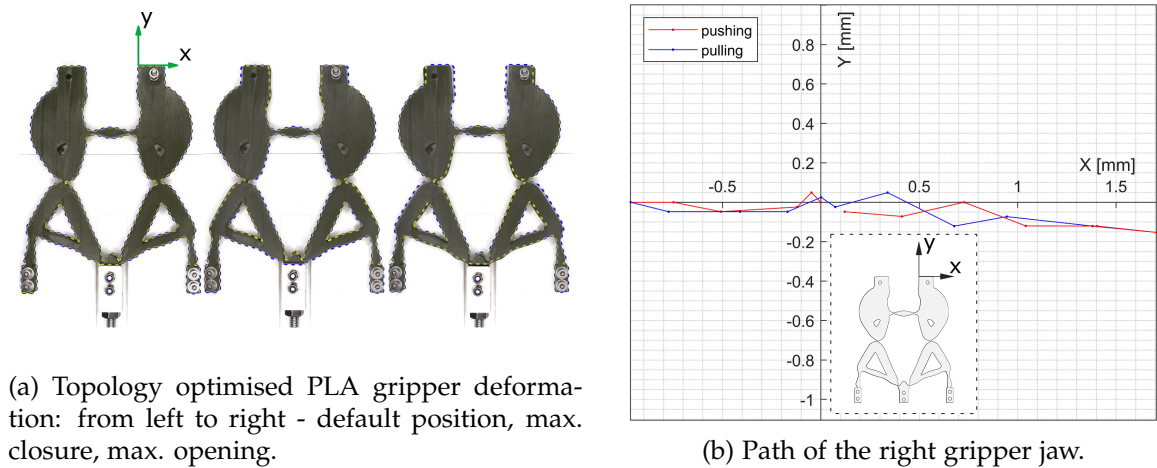 y
x
(a) Topology optimised PLA gripper deforma-
tion: from left to right - default position, max.
closure, max. opening.
pushing
pulling
Y [mm]
X [mm]
0.8
0.6
0.4
0.2
-0.5
0.5
1
1.5
-0.2
-0.4
-0.6
-0.8
-1
y
x
(b) Path of the right gripper jaw.